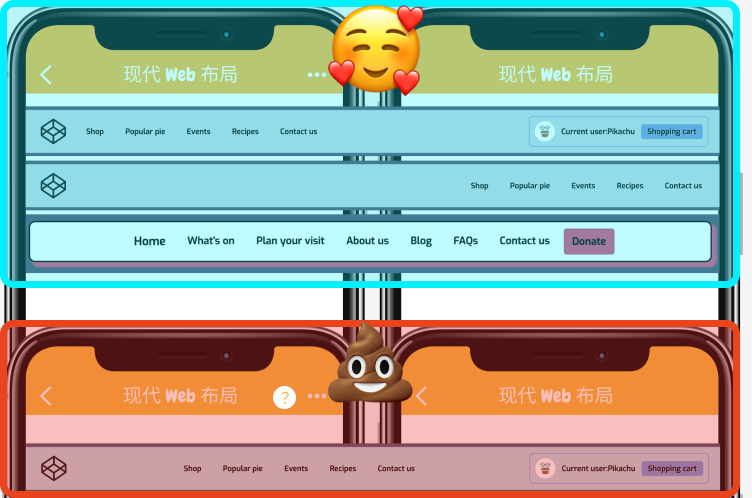 现代 Web 布局
现代 Web 布局
Shop Popular pie Events Recipes Contact us Current user:Pikachu Shopping cart
Shop Popular pie Events Recipes Contact us
Home What's on Plan your visit About us Blog FAQs Contact us Donate
现代 Web 布局 ?
现代 Web 布局
Shop Popular pie Events Recipes Contact us Current user:Pikachu Shopping cart